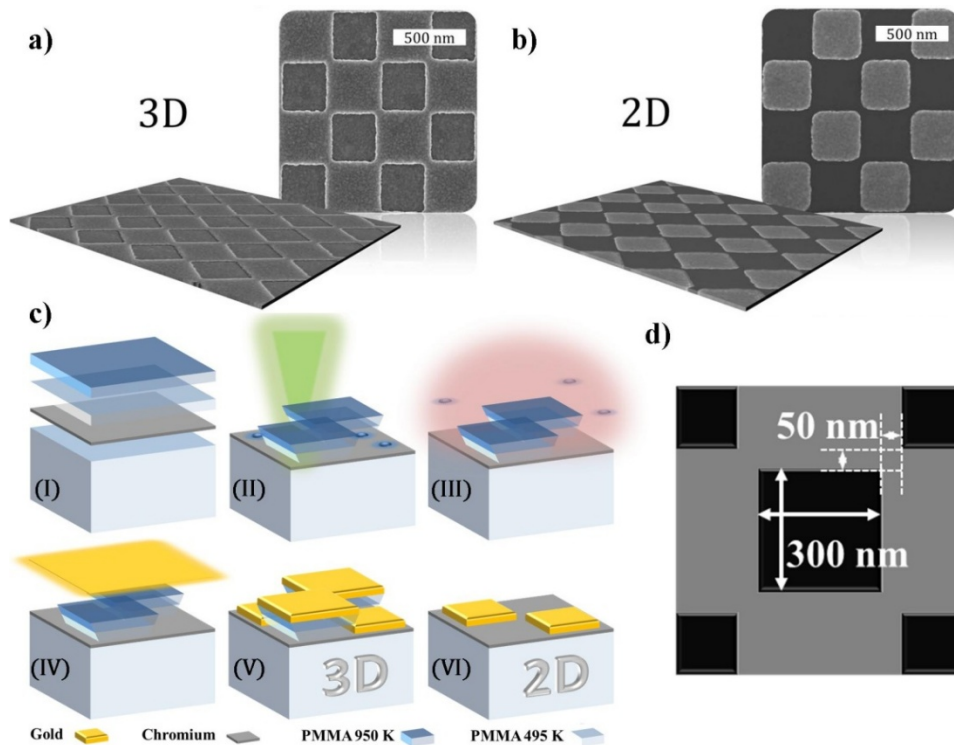 a)
500 nm
3D
b)
500 nm
2D
c)
(I)
(II)
(III)
(IV)
(V)
3D
(VI)
2D
d)
50 nm
300 nm
Gold
Chromium
PMMA 950 K
PMMA 495 K